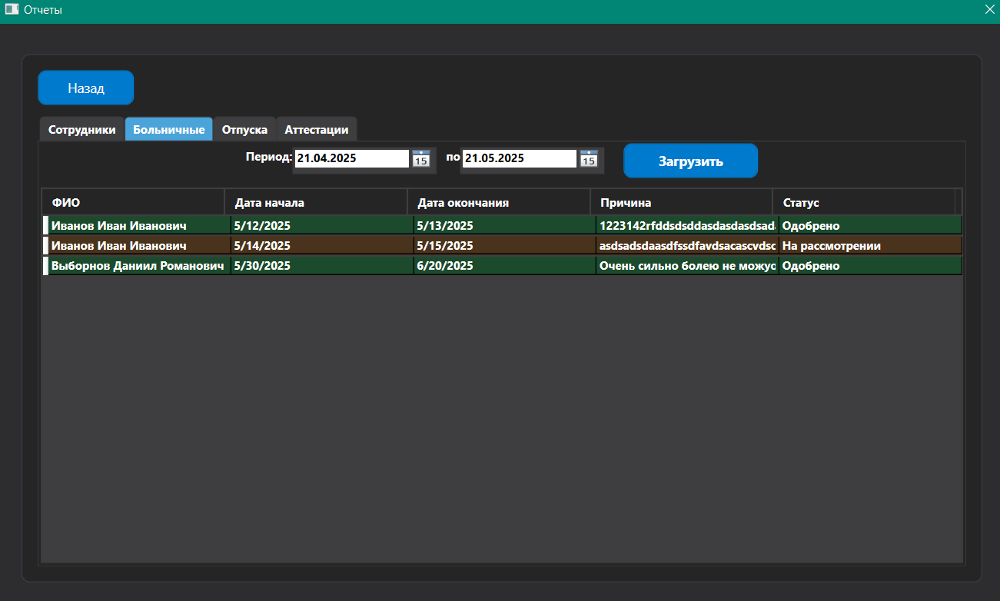 Отчеты
Назад
Сотрудники Больничные Отпуска Аттестации
Период: 21.04.2025 15 по 21.05.2025 15 Загрузить
ФИО Дата начала Дата окончания Причина Статус
Иванов Иван Иванович 5/12/2025 5/13/2025 1223142rfddsdsddasdasdasdsad Одобрено
Иванов Иван Иванович 5/14/2025 5/15/2025 asdsadsdaasdfssdfavdsacascvdsc На рассмотрении
Выборнов Даниил Романович 5/30/2025 6/20/2025 Очень сильно болею не можус Одобрено